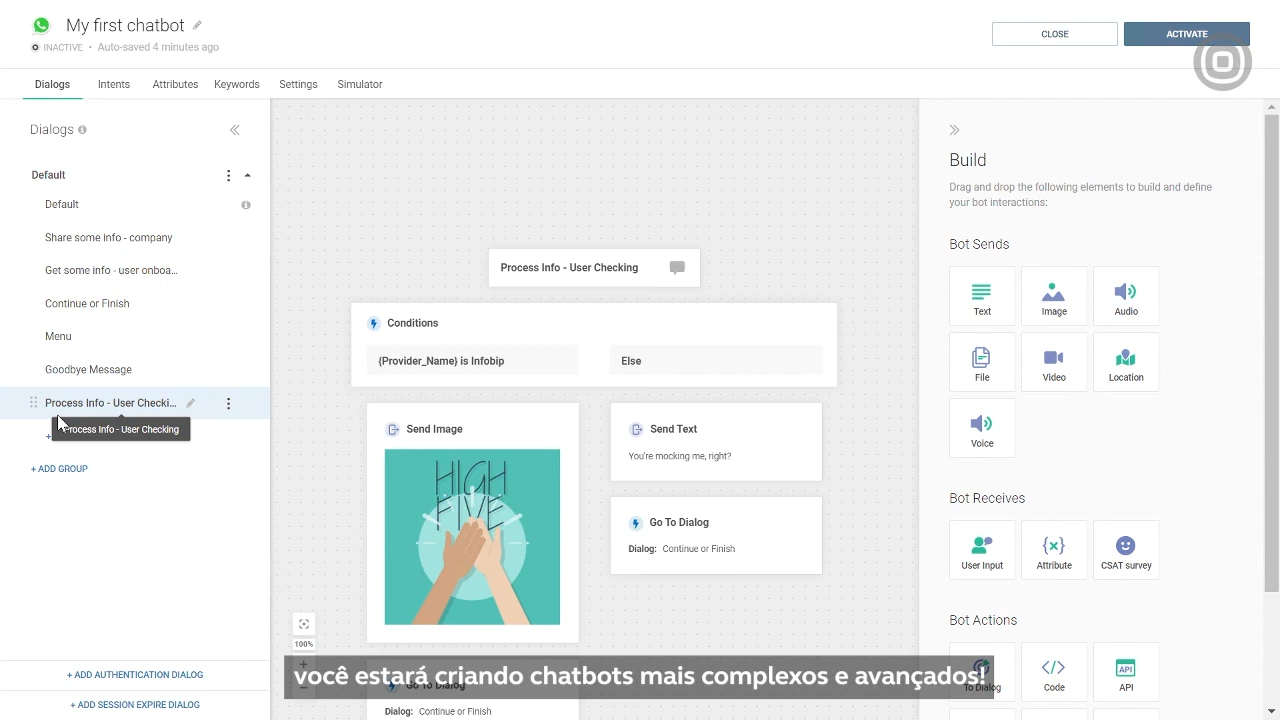 My first chatbot
INACTIVE • Auto-saved 4 minutes ago
CLOSE
ACTIVATE
Dialogs
Intents
Attributes
Keywords
Settings
Simulator
Dialogs
Default
Default
Share some info - company
Get some info - user onboa...
Continue or Finish
Menu
Goodbye Message
Process Info - User Checki...
Process Info - User Checking
+ ADD GROUP
+ ADD AUTHENTICATION DIALOG
+ ADD SESSION EXPIRE DIALOG
Process Info - User Checking
Conditions
{Provider_Name} is Infobip
Else
Send Image
HIGH
FIVE
Send Text
You're mocking me, right?
Go To Dialog
Dialog: Continue or Finish
100%
Go To Dialog
Dialog: Continue or Finish
você estará criando chatbots mais complexos e avançados!
Build
Drag and drop the following elements to build and define
your bot interactions:
Bot Sends
Text
Image
Audio
File
Video
Location
Voice
Bot Receives
User Input
Attribute
CSAT survey
Bot Actions
To Dialog
Code
API
API